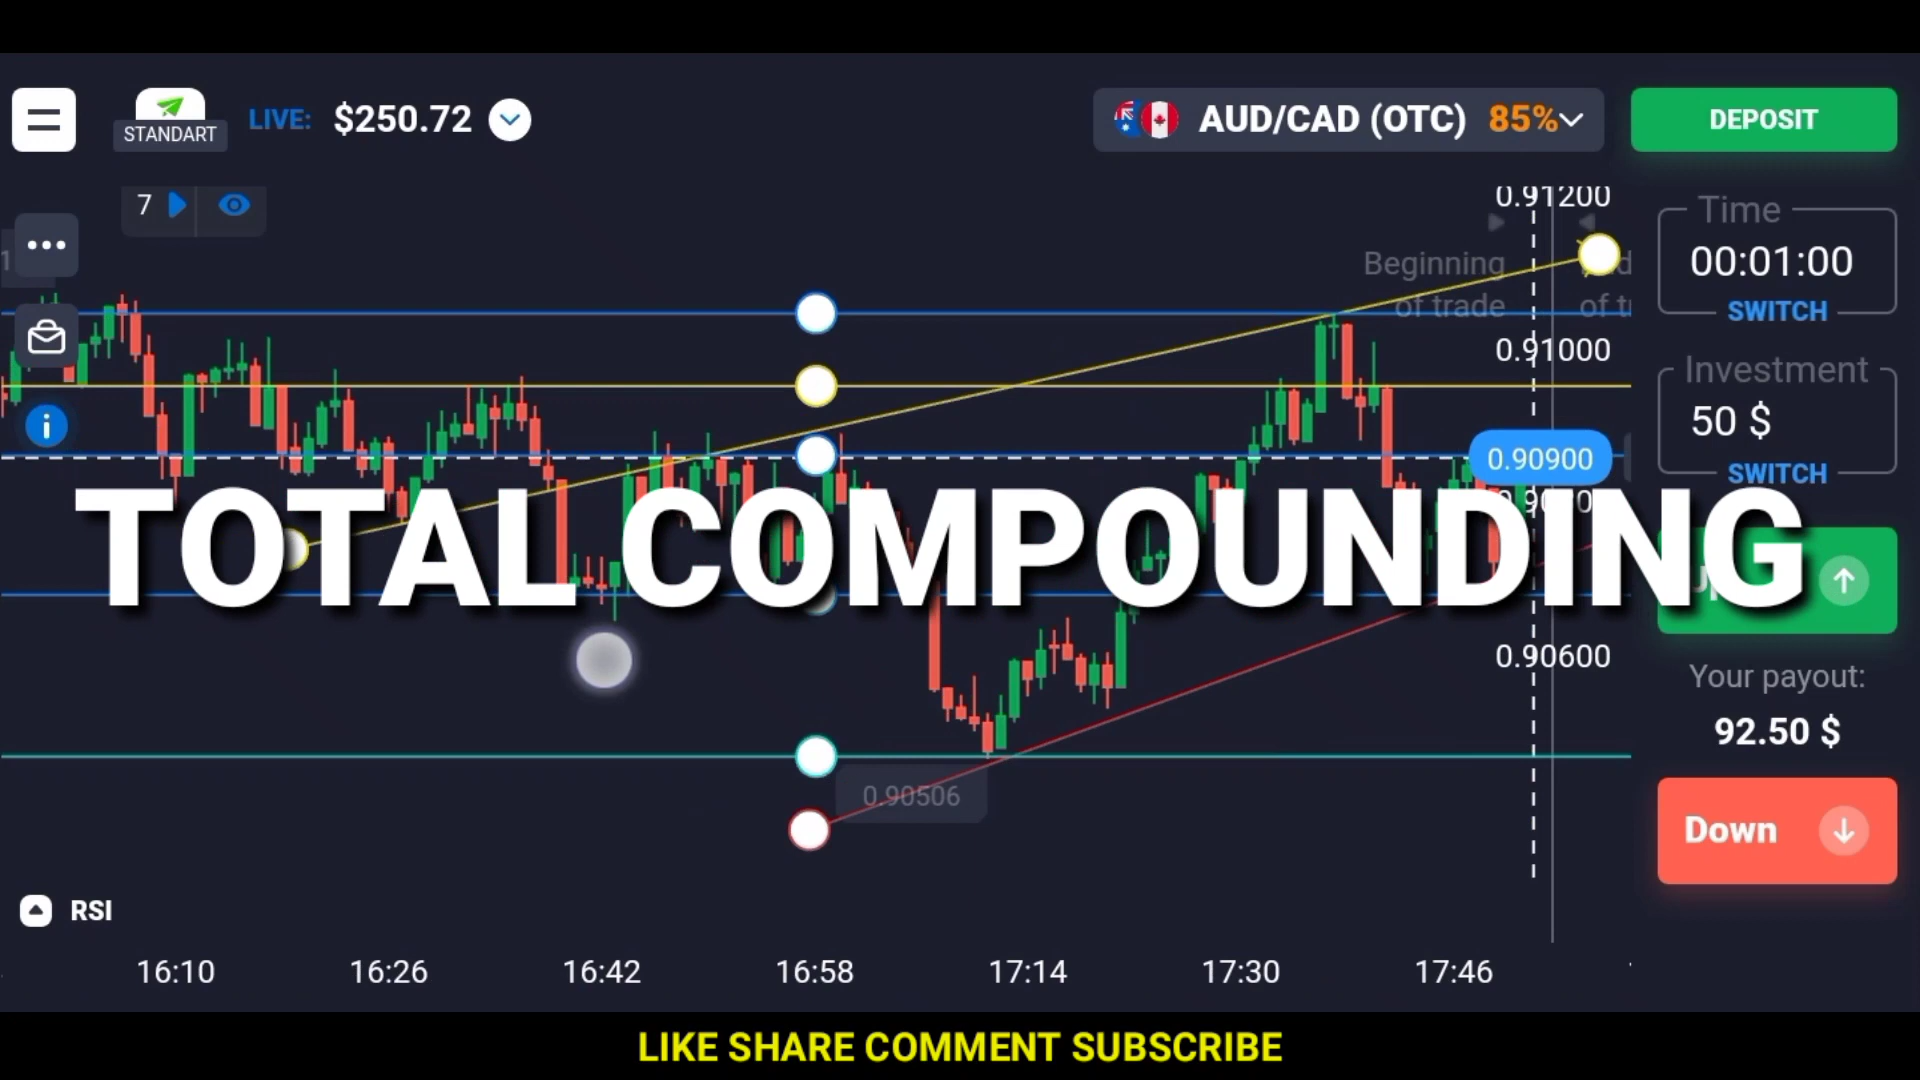 STANDART
LIVE: $250.72
AUD/CAD (OTC) 85%
DEPOSIT
7
0.91200
Time
00:01:00
SWITCH
Beginning
of trade
of t
0.91000
Investment
50 $
SWITCH
0.90900
TOTAL COMPOUNDING
0.90600
Your payout:
92.50 $
0.90506
Down
RSI
16:10 16:26 16:42 16:58 17:14 17:30 17:46
LIKE SHARE COMMENT SUBSCRIBE